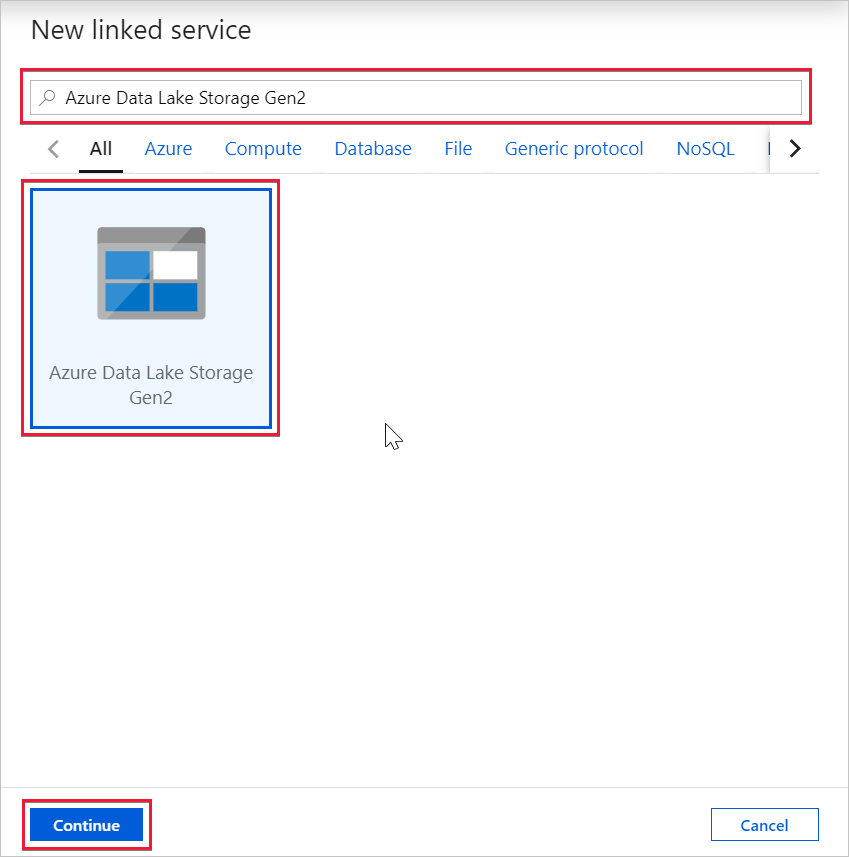 New linked service
Azure Data Lake Storage Gen2
All Azure Compute Database File Generic protocol NoSQL
Azure Data Lake Storage
Gen2
Continue Cancel